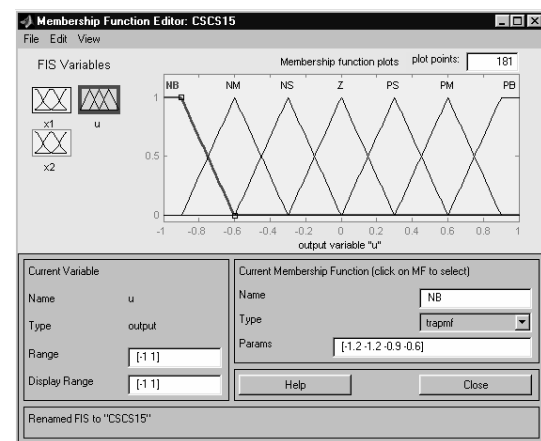 Membership Function Editor: CSCS15
File Edit View
FIS Variables
Membership function plots plot points: 181
x1
u
x2
NB NM NS Z PS PM PB
1
0.5
0
-1 -0.8 -0.6 -0.4 -0.2 0 0.2 0.4 0.6 0.8 1
output variable "u"
Current Variable
Name u
Type output
Range [-1 1]
Display Range [-1 1]
Current Membership Function (click on MF to select)
Name NB
Type trapmf
Params [-1.2 -1.2 -0.9 -0.6]
Help Close
Renamed FIS to "CSCS15"